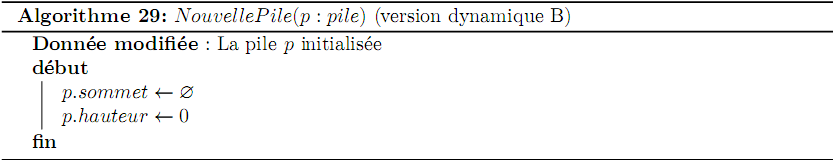 Algorithme 29: NouvellePile(p : pile) (version dynamique B)
Donnée modifiée : La pile p initialisée
début
p.sommet ← ∅
p.hauteur ← 0
fin